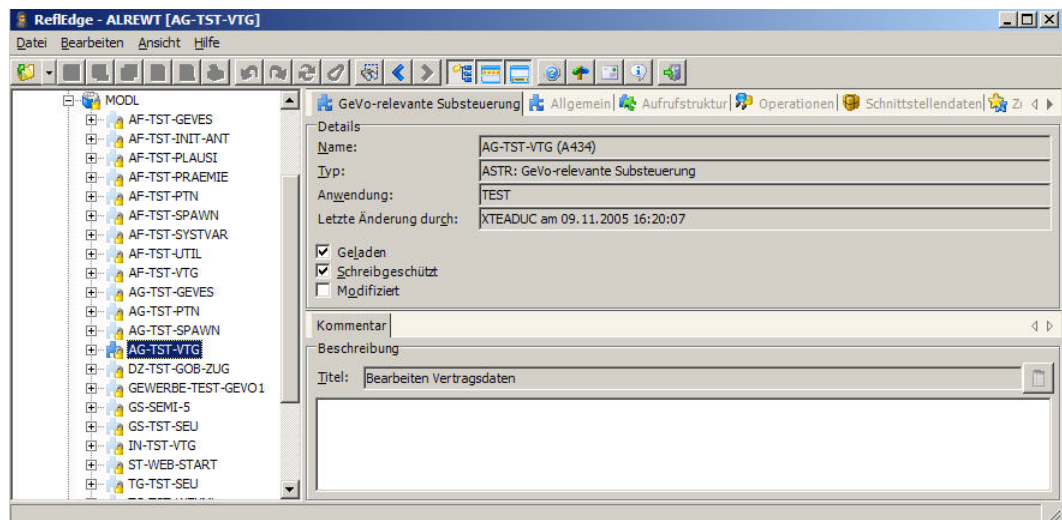 ReflEdge - ALREWT [AG-TST-VTG]
Datei Bearbeiten Ansicht Hilfe
MODL
AF-TST-GEVES
AF-TST-INIT-ANT
AF-TST-PLAUSI
AF-TST-PRAEMIE
AF-TST-PTN
AF-TST-SPAWN
AF-TST-SYSTVAR
AF-TST-UTIL
AF-TST-VTG
AG-TST-GEVES
AG-TST-PTN
AG-TST-SPAWN
AG-TST-VTG
DZ-TST-GOB-ZUG
GEWERBE-TEST-GEVO1
GS-SEMI-5
GS-TST-SEU
IN-TST-VTG
ST-WEB-START
TG-TST-SEU
GeVo-relevante Substeuerung Allgemein Aufrufstruktur Operationen Schnittstellendaten
Details
Name: AG-TST-VTG (A434)
Typ: ASTR: GeVo-relevante Substeuerung
Anwendung: TEST
Letzte Änderung durch: XTEADUC am 09.11.2005 16:20:07
Geladen
Schreibgeschützt
Modifiziert
Kommentar
Beschreibung
Titel: Bearbeiten Vertragsdaten